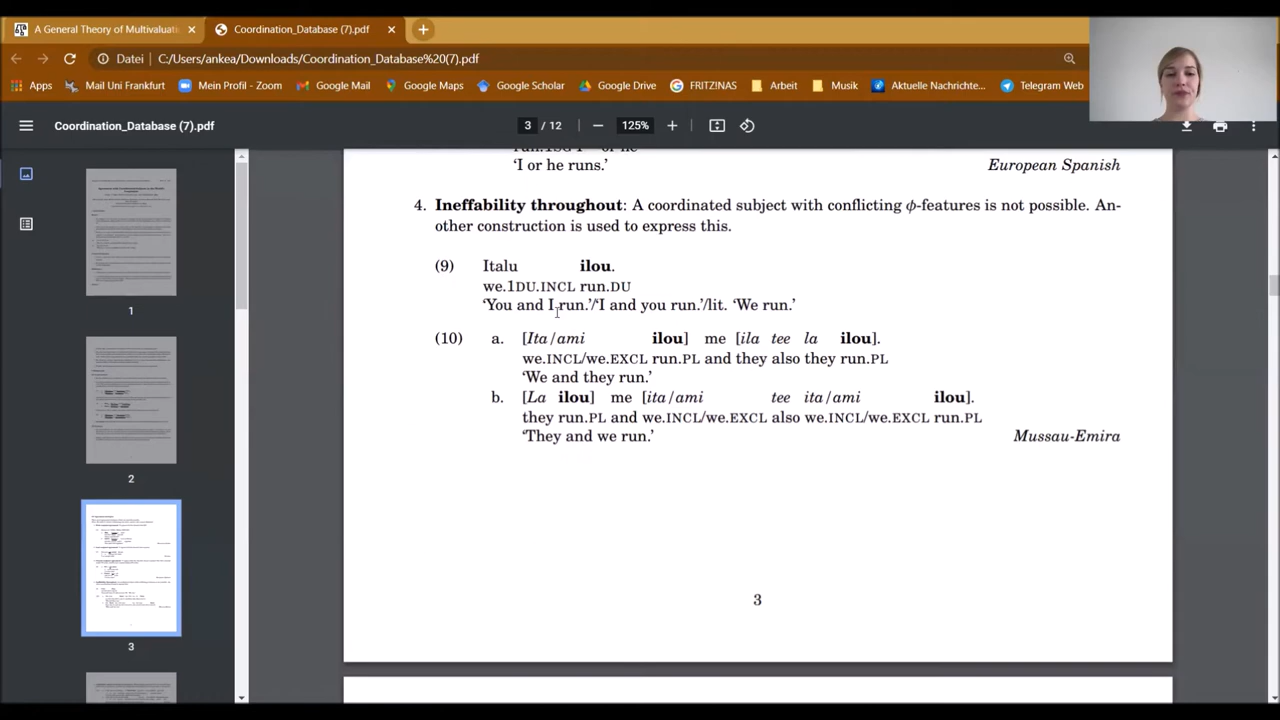 A General Theory of Multivaluati
Coordination_Database (7).pdf
Datei
C:/Users/ankea/Downloads/Coordination_Database%20(7).pdf
Apps Mail Uni Frankfurt Mein Profil - Zoom Google Mail Google Maps Google Scholar Google Drive FRITZ!NAS Arbeit Musik Aktuelle Nachrichte... Telegram Web
Coordination_Database (7).pdf
3 / 12
125%
'I or he runs.' European Spanish
4. Ineffability throughout: A coordinated subject with conflicting ϕ-features is not possible. An-
other construction is used to express this.
(9) Italu ilou.
we.1DU.INCL run.DU
'You and I run.'/'I and you run.'/lit. 'We run.'
(10) a. [Ita/ami ilou] me [ila tee la ilou].
we.INCL/we.EXCL run.PL and they also they run.PL
'We and they run.'
b. [La ilou] me [ita/ami tee ita/ami ilou].
they run.PL and we.INCL/we.EXCL also we.INCL/we.EXCL run.PL
'They and we run.' Mussau-Emira
3
1
2
3